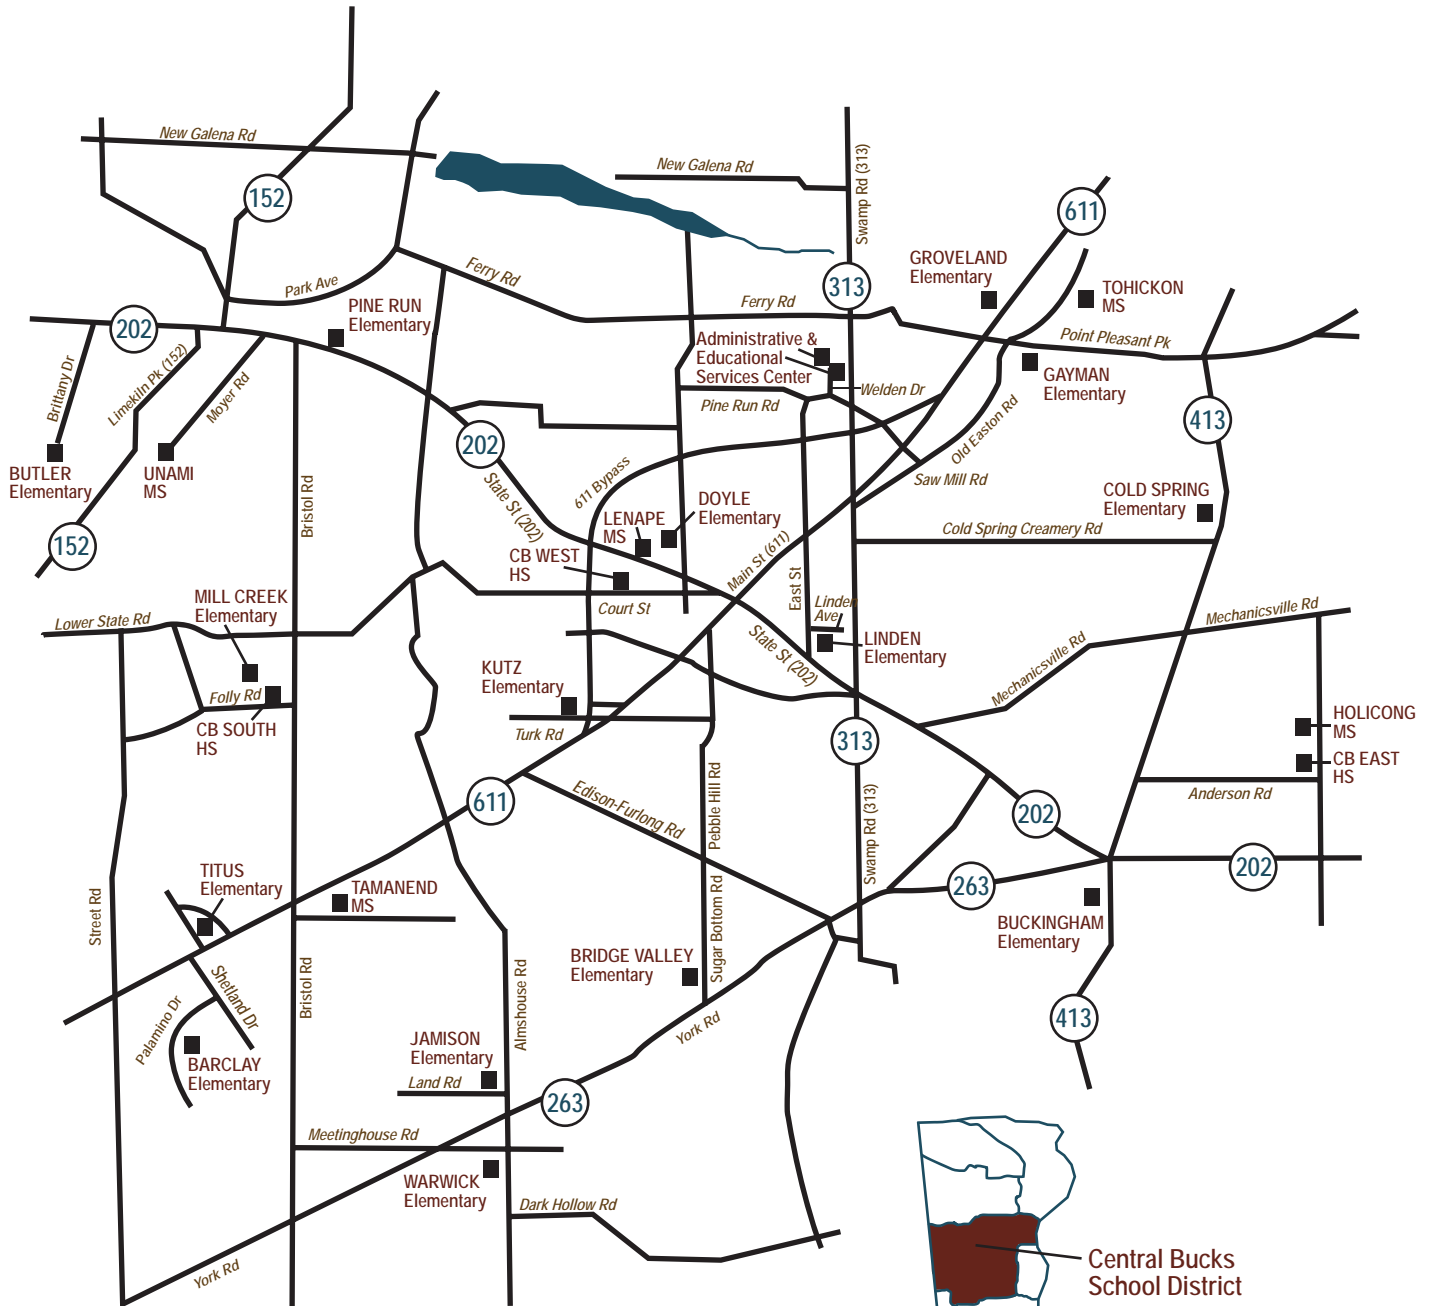 New Galena Rd
152
Park Ave
Ferry Rd
New Galena Rd
Swamp Rd (313)
313
611
GROVELAND
Elementary
TOHICKON
MS
Ferry Rd
Point Pleasant Pk
202
PINE RUN
Elementary
Administrative &
Educational
Services Center
Welden Dr
Pine Run Rd
GAYMAN
Elementary
Brittany Dr
Limekiln Pk (152)
Moyer Rd
413
BUTLER
Elementary
UNAMI
MS
202
State St (202)
611 Bypass
Old Easton Rd
Saw Mill Rd
Bristol Rd
152
LENAPE
MS
DOYLE
Elementary
COLD SPRING
Elementary
Cold Spring Creamery Rd
CB WEST
HS
Court St
Main St (611)
East St
Linden
Ave
LINDEN
Elementary
MILL CREEK
Elementary
Lower State Rd
State St (202)
Mechanicsville Rd
Mechanicsville Rd
Folly Rd
CB SOUTH
HS
KUTZ
Elementary
Turk Rd
313
HOLICONG
MS
CB EAST
HS
Anderson Rd
611
Edison-Furlong Rd
Pebble Hill Rd
Swamp Rd (313)
202
202
263
TITUS
Elementary
TAMANEND
MS
Street Rd
BUCKINGHAM
Elementary
Sugar Bottom Rd
BRIDGE VALLEY
Elementary
Shetland Dr
Palamino Dr
Bristol Rd
Almshouse Rd
413
York Rd
BARCLAY
Elementary
JAMISON
Elementary
Land Rd
263
Meetinghouse Rd
WARWICK
Elementary
Dark Hollow Rd
York Rd
Central Bucks
School District